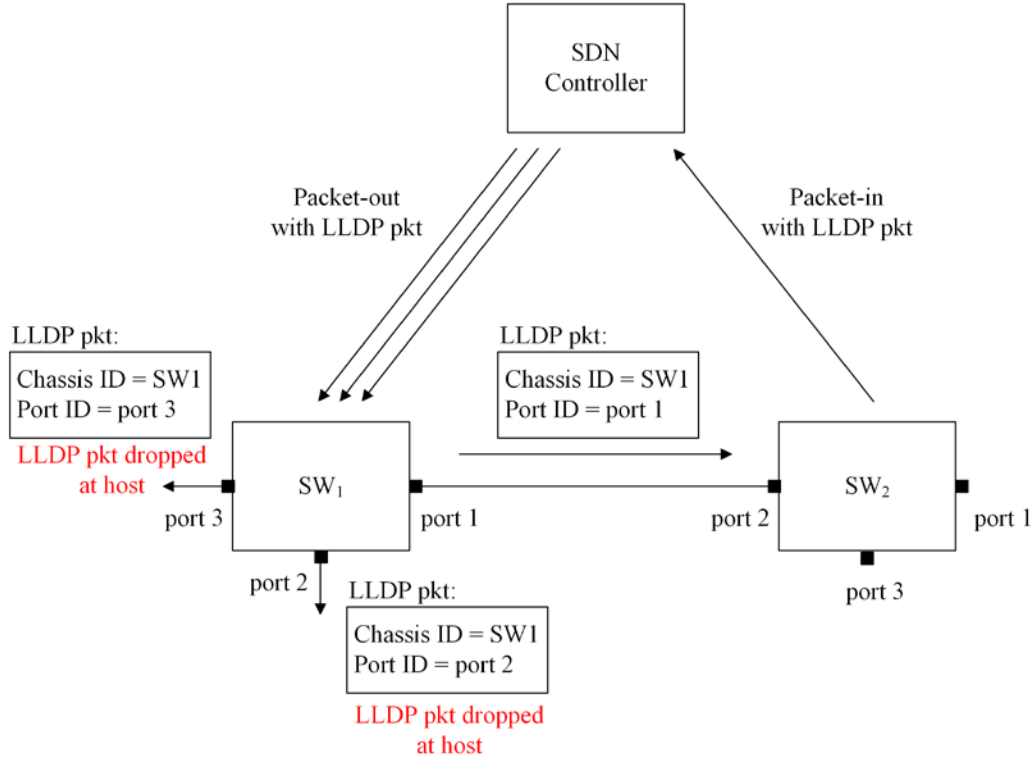 SDN
Controller
Packet-out
with LLDP pkt
Packet-in
with LLDP pkt
LLDP pkt:
Chassis ID = SW1
Port ID = port 3
LLDP pkt dropped
at host
LLDP pkt:
Chassis ID = SW1
Port ID = port 1
SW₁
SW₂
port 3
port 1
port 2
port 1
port 2
port 3
LLDP pkt:
Chassis ID = SW1
Port ID = port 2
LLDP pkt dropped
at host